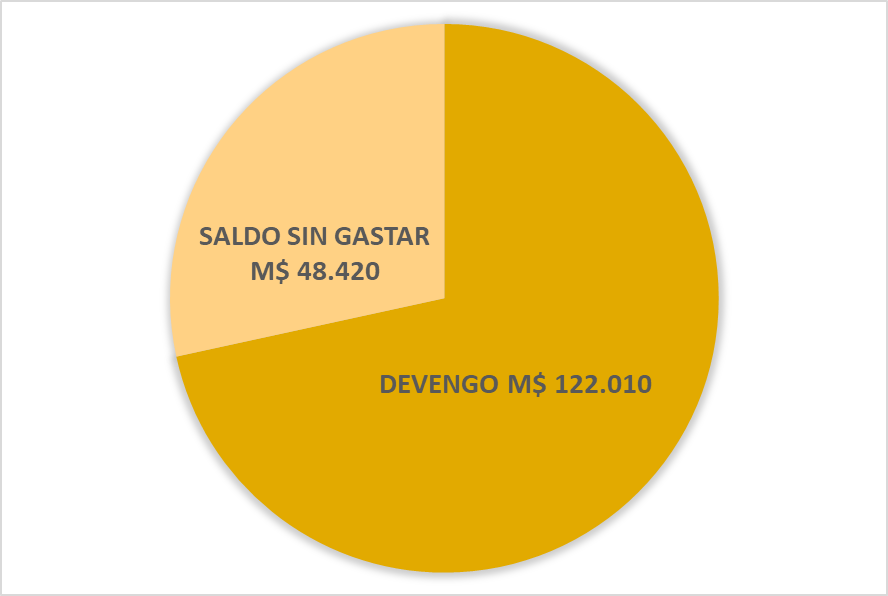 SALDO SIN GASTAR
M$ 48.420
DEVENGO M$ 122.010